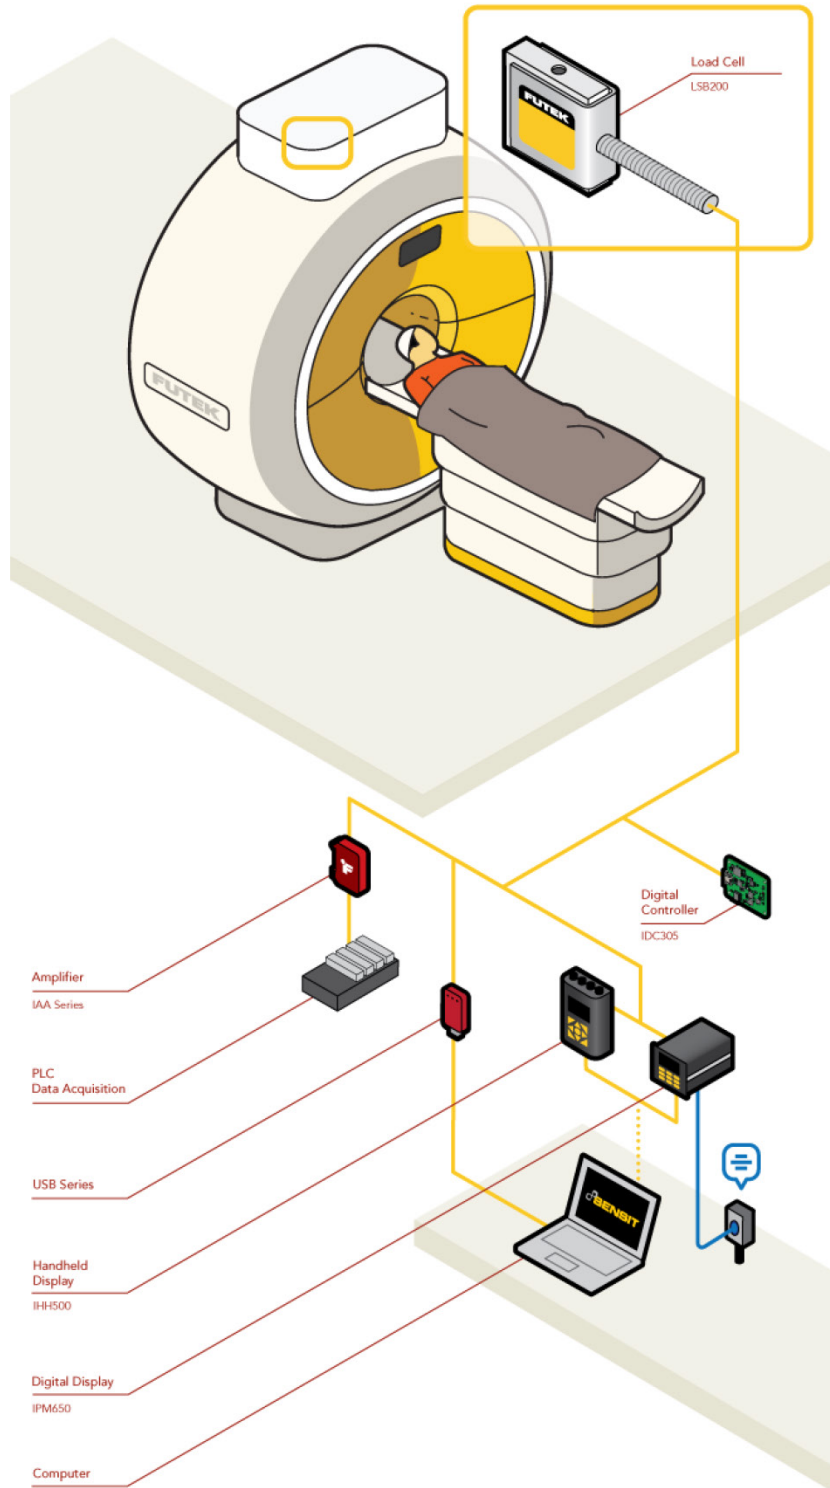 Load Cell
LSB200
FUTEK
FUTEK
Digital
Controller
IDC305
Amplifier
IAA Series
PLC
Data Acquisition
USB Series
Handheld
Display
IHH500
Digital Display
IPM650
Computer
BENSIT